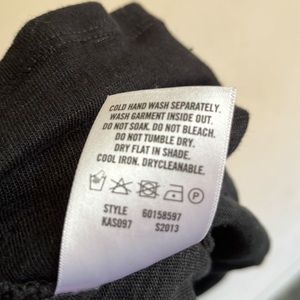 COLD HAND WASH SEPARATELY.
WASH GARMENT INSIDE OUT.
DO NOT SOAK. DO NOT BLEACH.
DO NOT TUMBLE DRY.
DRY FLAT IN SHADE.
COOL IRON. DRYCLEANABLE.
P
STYLE 60158597
KAS097 S2013